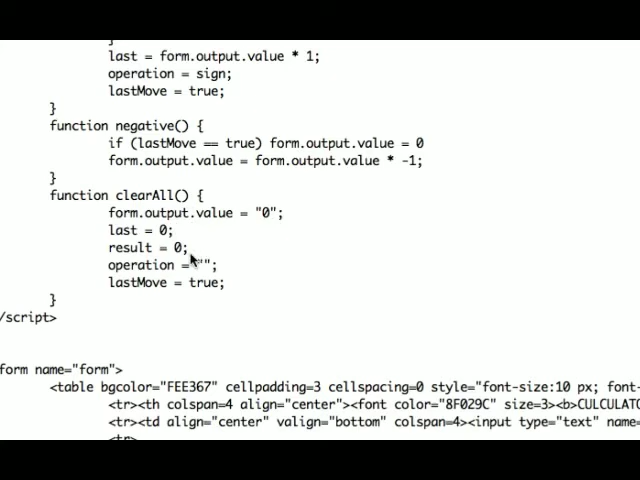 }
last = form.output.value * 1;
operation = sign;
lastMove = true;
}
function negative() {
if (lastMove == true) form.output.value = 0
form.output.value = form.output.value * -1;
}
function clearAll() {
form.output.value = "0";
last = 0;
result = 0;
operation = "";
lastMove = true;
}
/script>
form name="form">
<table bgcolor="FEE367" cellpadding=3 cellspacing=0 style="font-size:10 px; font-
<tr><th colspan=4 align="center"><font color="8F029C" size=3><b>CULCULATO
<tr><td align="center" valign="bottom" colspan=4><input type="text" name=
<tr>